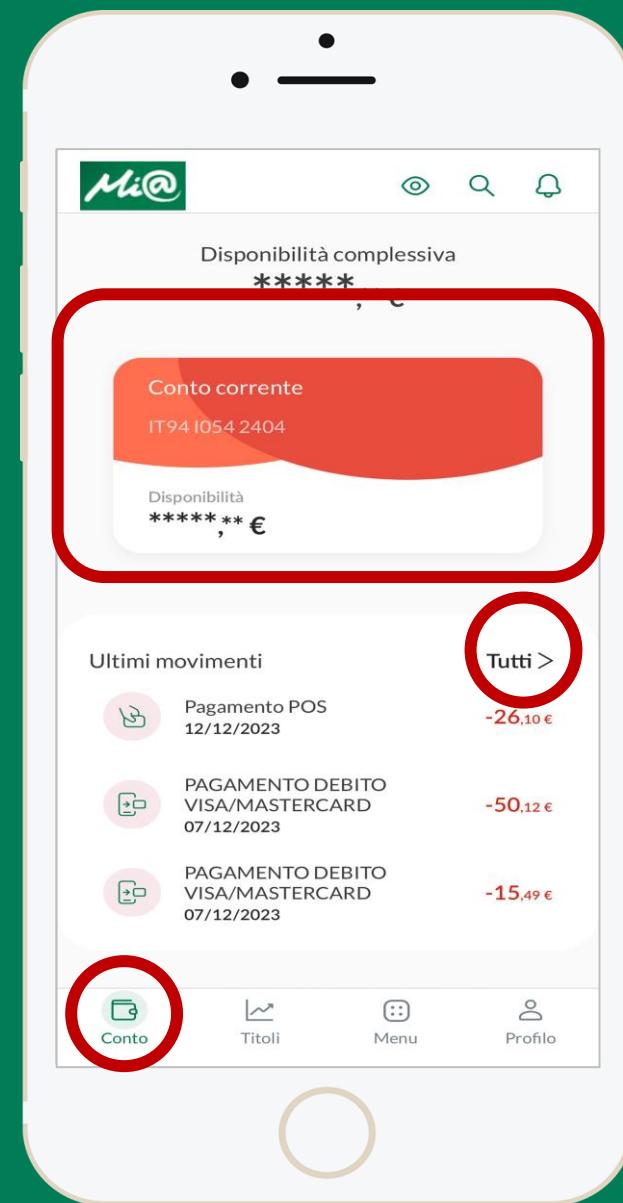 Mi@
Disponibilità complessiva
*****,** €
Conto corrente
IT94 I054 2404
Disponibilità
*****,** €
Ultimi movimenti
Tutti >
Pagamento POS
12/12/2023
-26,10 €
PAGAMENTO DEBITO
VISA/MASTERCARD
07/12/2023
-50,12 €
PAGAMENTO DEBITO
VISA/MASTERCARD
07/12/2023
-15,49 €
Conto
Titoli
Menu
Profilo